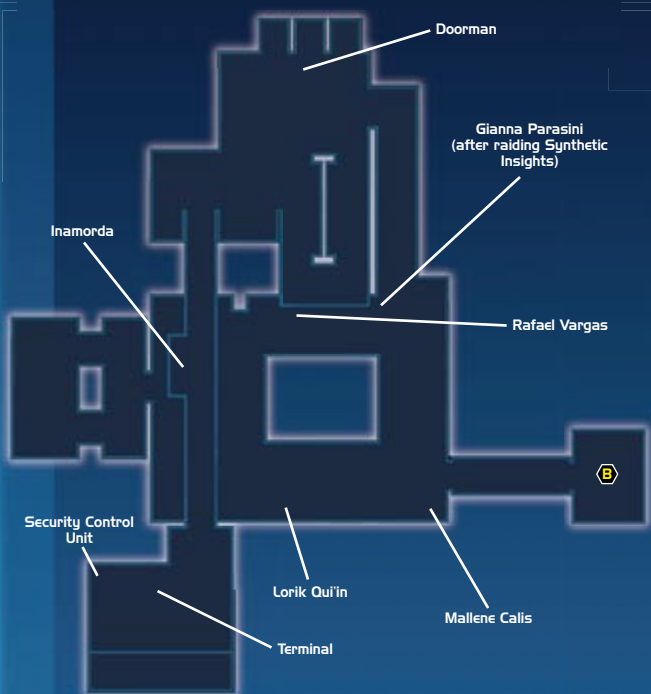 Doorman
Gianna Parasini
(after raiding Synthetic
Insights)
Inamorda
Rafael Vargas
B
Security Control
Unit
Lorik Qui'in
Mallene Calis
Terminal